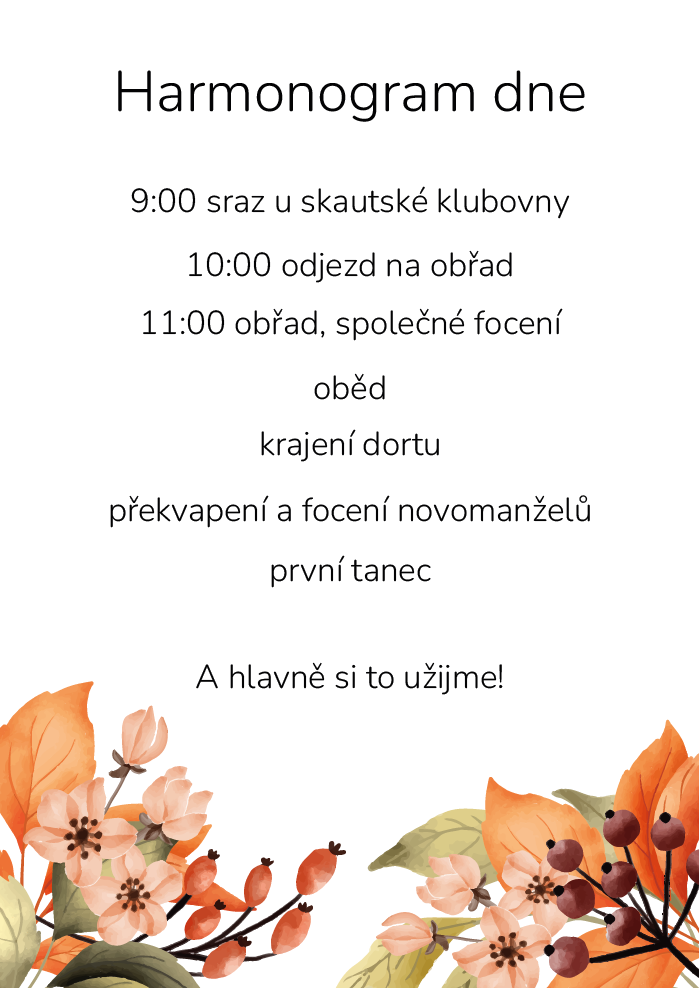 Harmonogram dne
9:00 sraz u skautské klubovny
10:00 odjezd na obřad
11:00 obřad, společné focení
oběd
krajení dortu
překvapení a focení novomanželů
první tanec
A hlavně si to užijme!